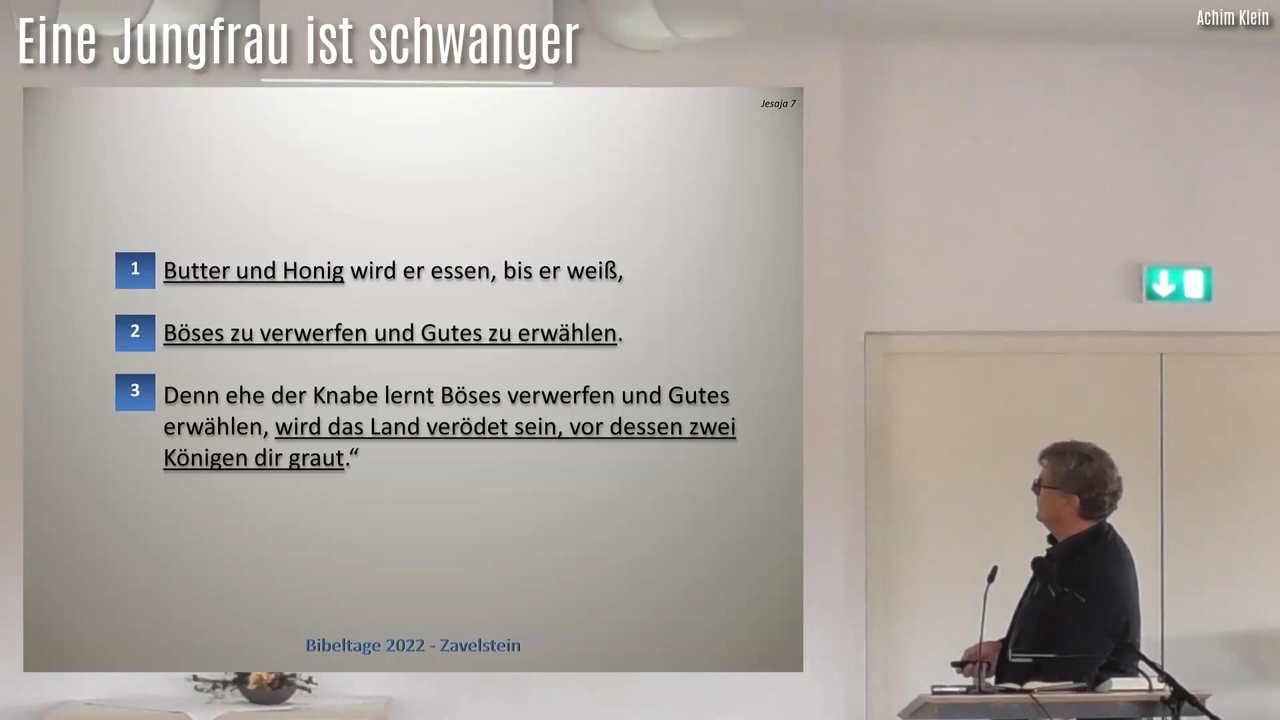 Eine Jungfrau ist schwanger
Achim Klein
Jesaja 7
1 Butter und Honig wird er essen, bis er weiß,
2 Böses zu verwerfen und Gutes zu erwählen.
3 Denn ehe der Knabe lernt Böses verwerfen und Gutes
erwählen, wird das Land verödet sein, vor dessen zwei
Königen dir graut.“
Bibeltage 2022 - Zavelstein